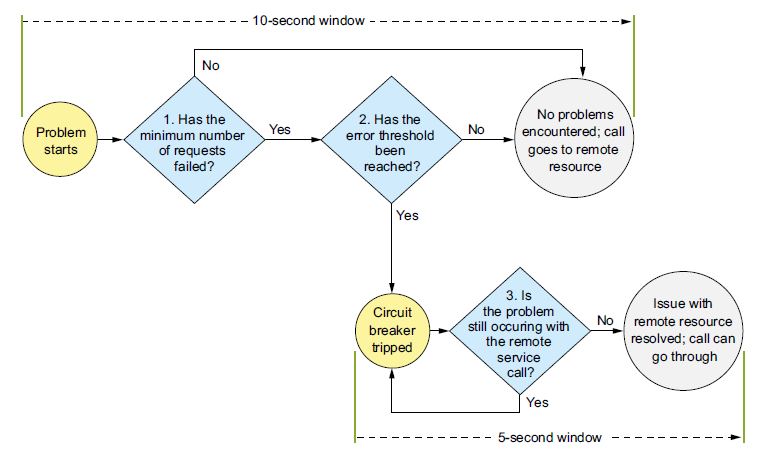 10-second window
No
Problem
starts
1. Has the
minimum number
of requests
failed?
Yes
2. Has the
error threshold
been
reached?
No
No problems
encountered; call
goes to remote
resource
Yes
Circuit
breaker
tripped
3. Is
the problem
still occuring with
the remote
service
call?
No
Issue with
remote resource
resolved; call can
go through
Yes
5-second window